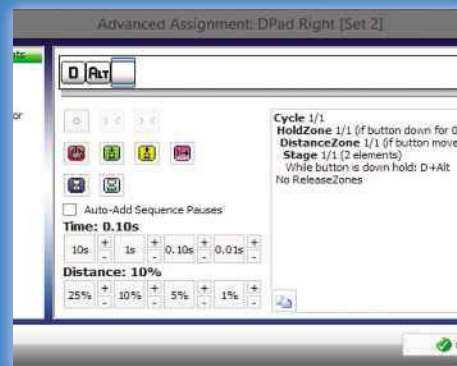 Advanced Assignment: DPad Right [Set 2]
nts
or
D ALT
Cycle 1/1
HoldZone 1/1 (if button down for 0
DistanceZone 1/1 (if button move
Stage 1/1 (2 elements)
While button is down hold: D+Alt
No ReleaseZones
Auto-Add Sequence Pauses
Time: 0.10s
10s + - 1s + - 0.10s + - 0.01s + -
Distance: 10%
25% + - 10% + - 5% + - 1% + -